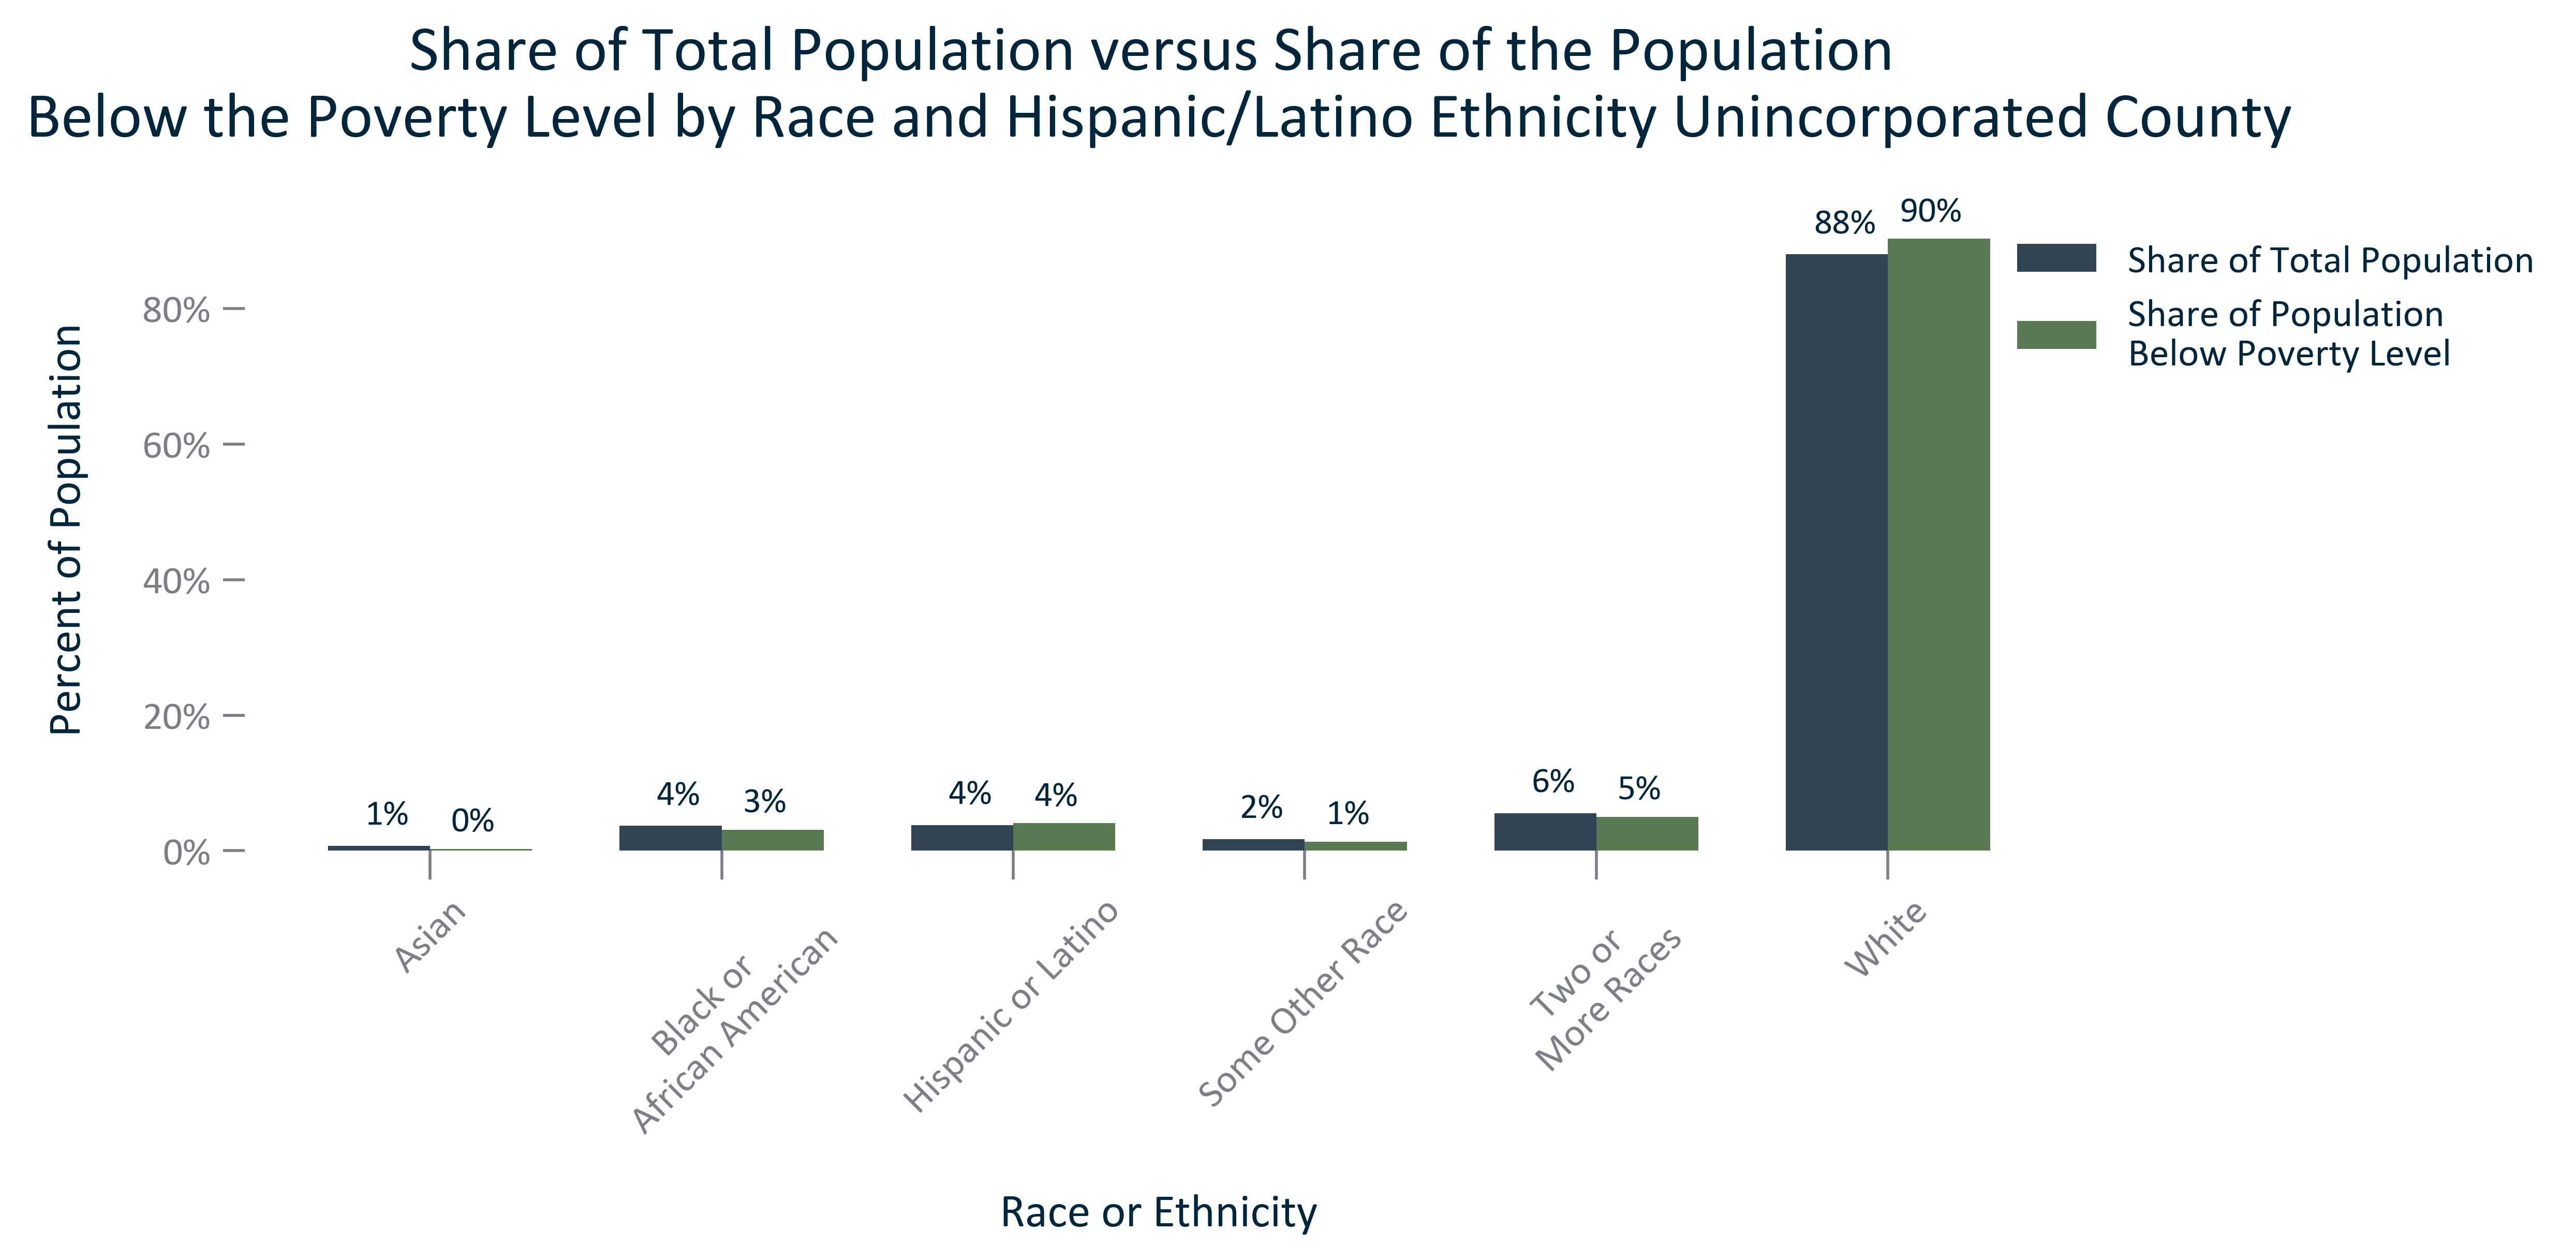 Share of Total Population versus Share of the Population
Below the Poverty Level by Race and Hispanic/Latino Ethnicity Unincorporated County
88%
90%
Share of Total Population
Share of Population
Below Poverty Level
Percent of Population
80%
60%
40%
20%
0%
1%
0%
4%
3%
4%
4%
2%
1%
6%
5%
Asian
Black or
African American
Hispanic or Latino
Some Other Race
Two or
More Races
White
Race or Ethnicity